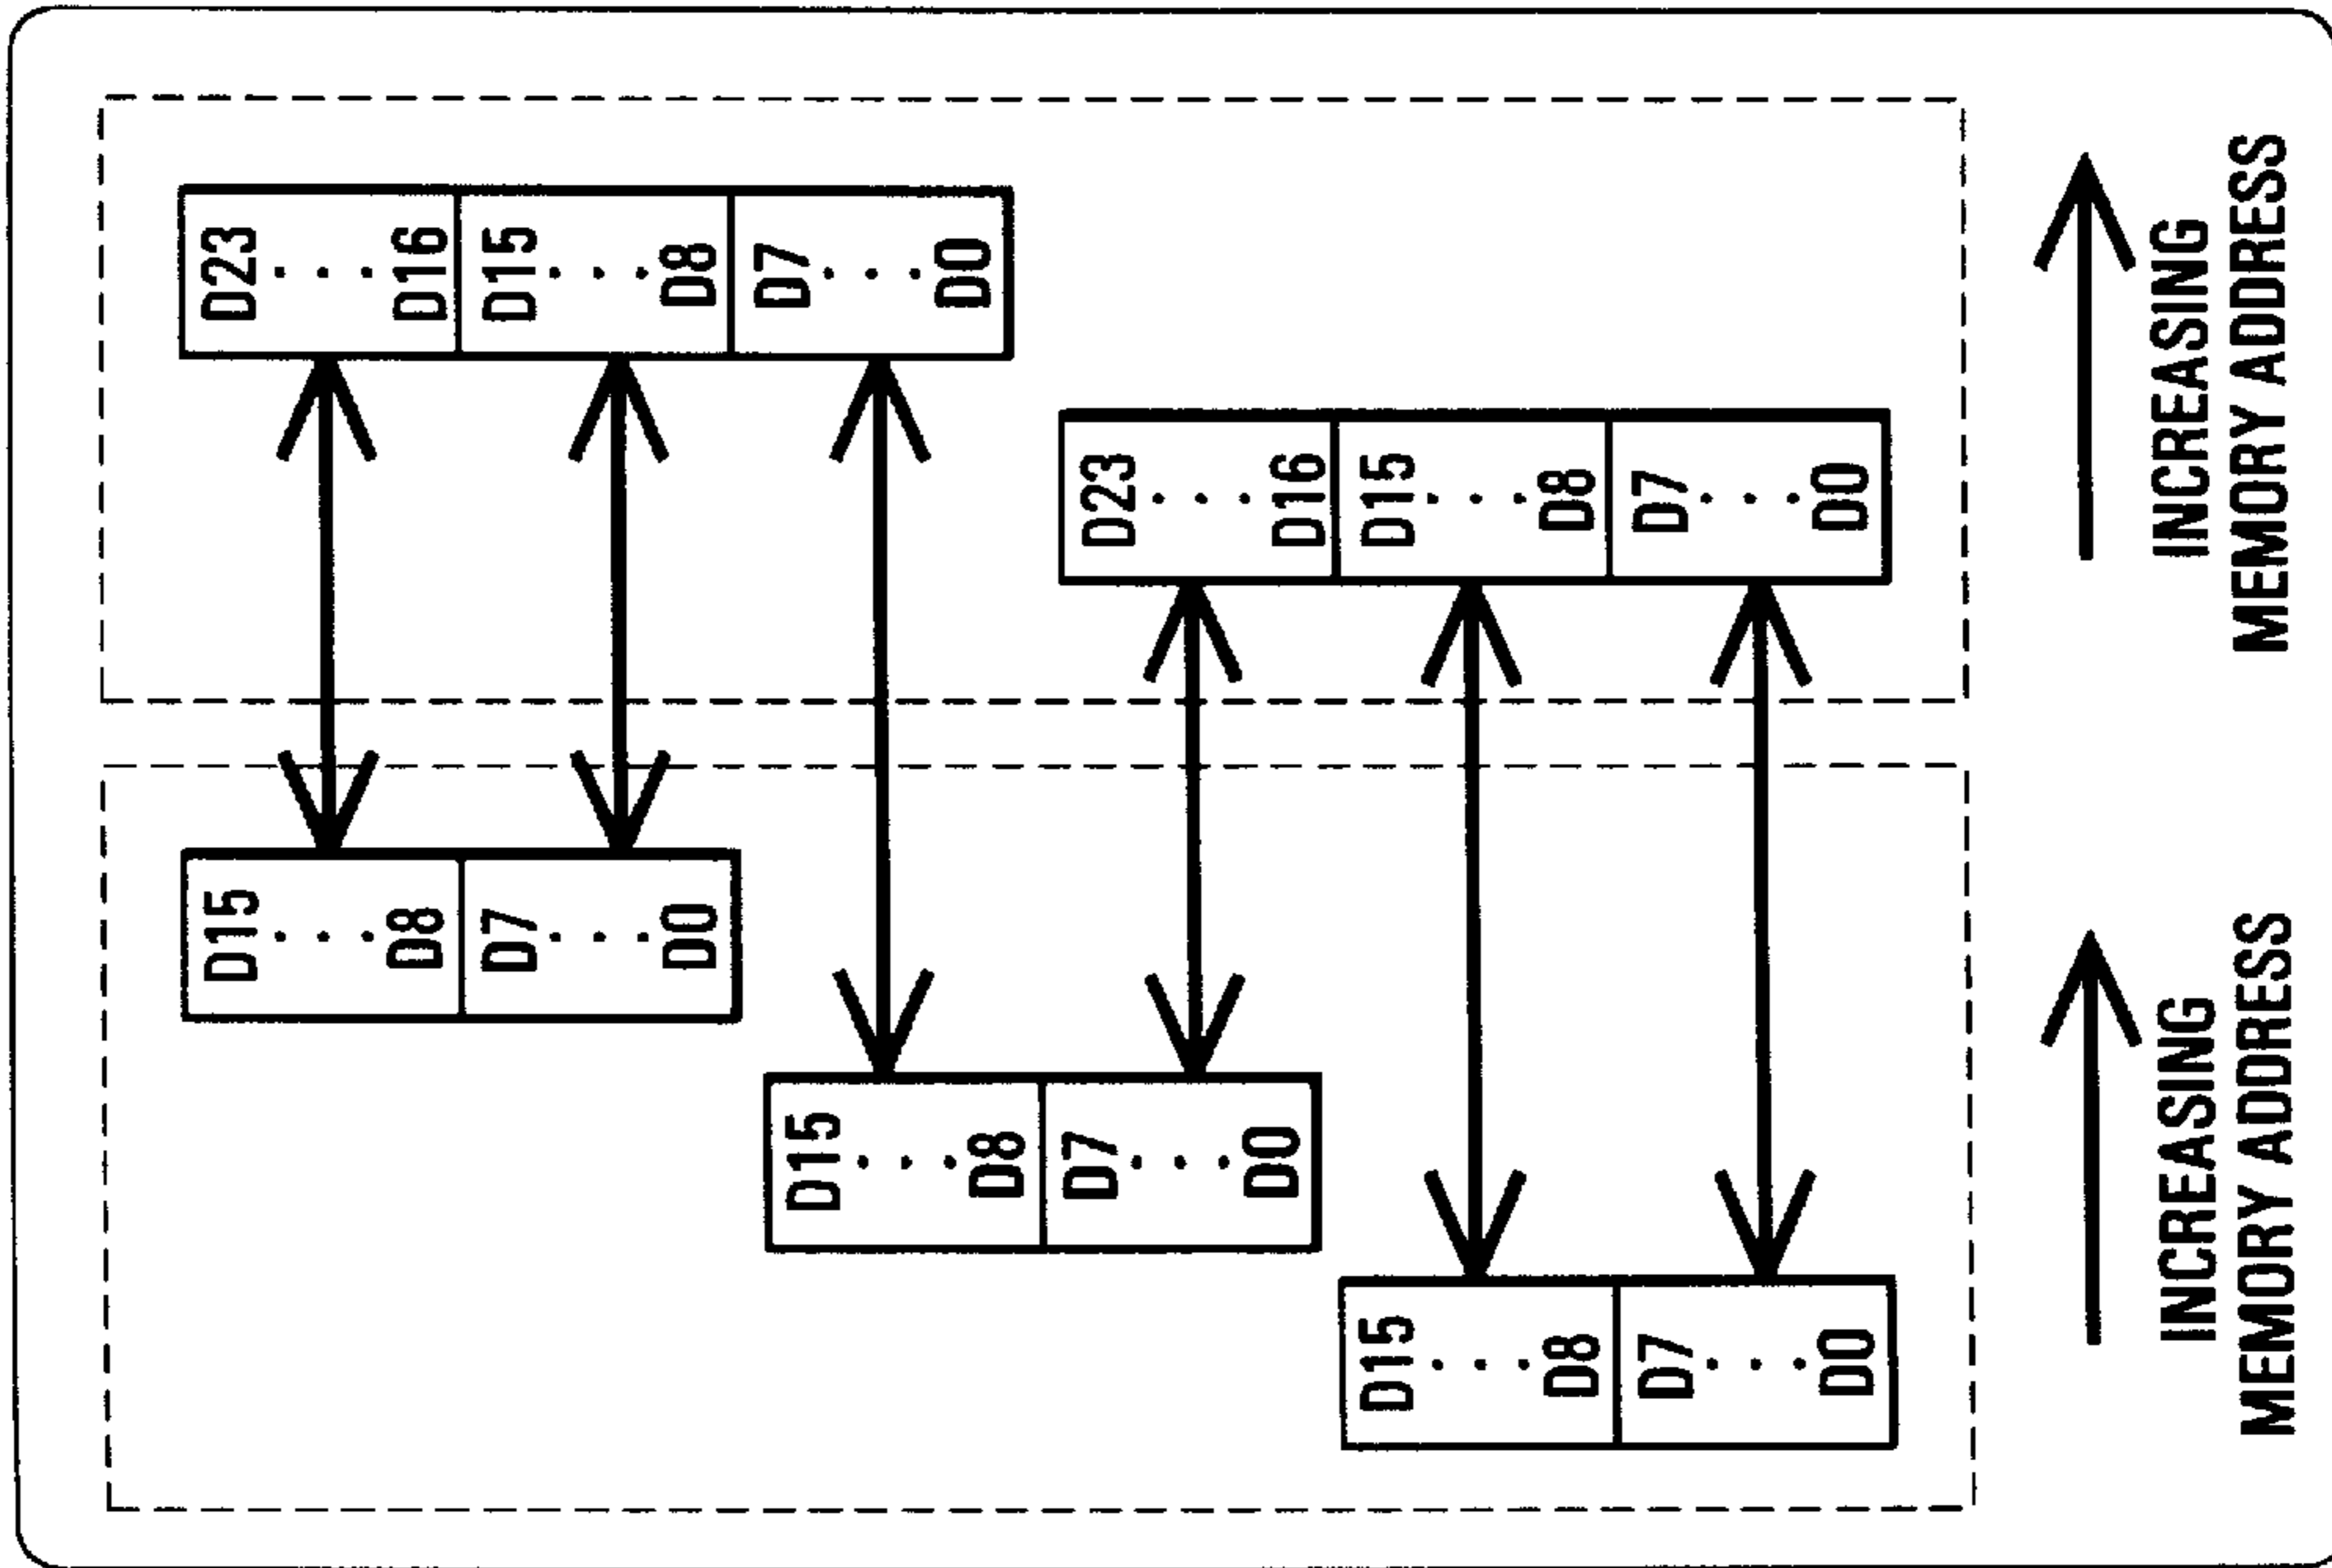 D15
· · ·
D8
D7
· · ·
D0
D15
· · ·
D8
D7
· · ·
D0
D15
· · ·
D8
D7
· · ·
D0
INCREASING
MEMORY ADDRESS
D23
· · ·
D16
D15
· · ·
D8
D7
· · ·
D0
D23
· · ·
D16
D15
· · ·
D8
D7
· · ·
D0
INCREASING
MEMORY ADDRESS